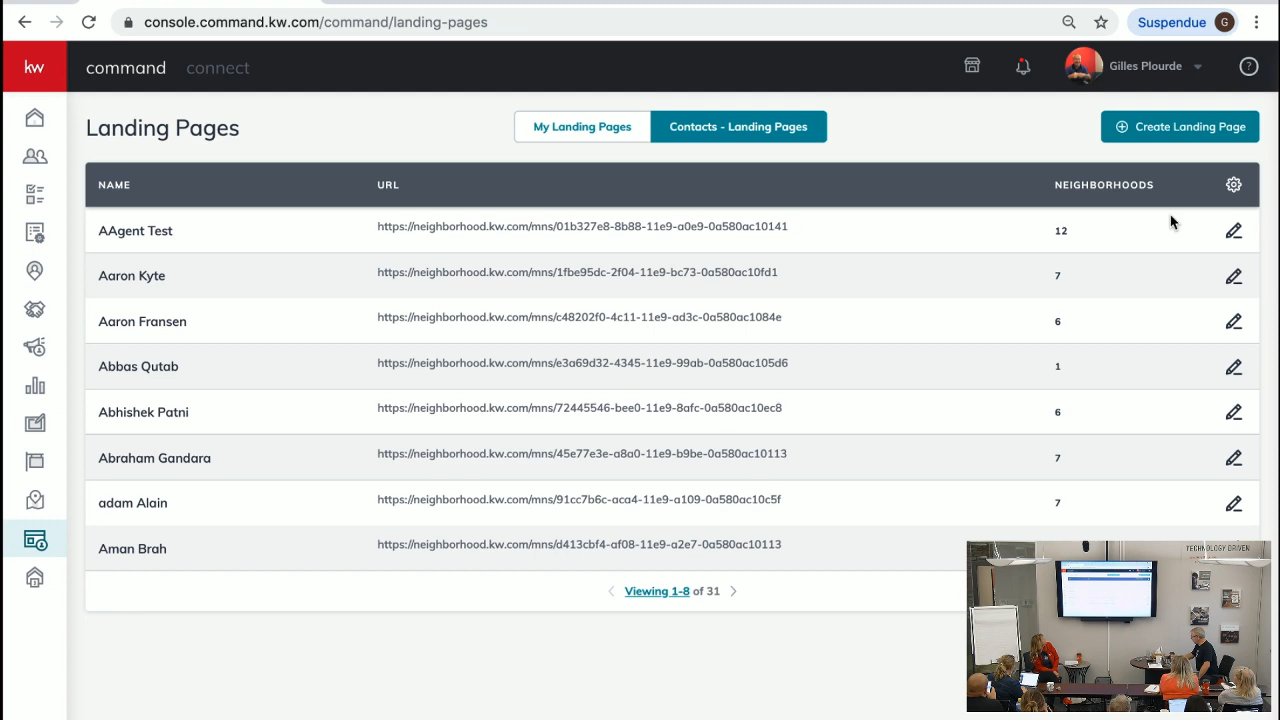 console.command.kw.com/command/landing-pages
Suspendue G
kw command connect
Gilles Plourde
Landing Pages
My Landing Pages
Contacts - Landing Pages
Create Landing Page
NAME URL NEIGHBORHOODS
AAgent Test https://neighborhood.kw.com/mns/01b327e8-8b88-11e9-a0e9-0a580ac10141 12
Aaron Kyte https://neighborhood.kw.com/mns/1fbe95dc-2f04-11e9-bc73-0a580ac10fd1 7
Aaron Fransen https://neighborhood.kw.com/mns/c48202f0-4c11-11e9-ad3c-0a580ac1084e 6
Abbas Qutab https://neighborhood.kw.com/mns/e3a69d32-4345-11e9-99ab-0a580ac105d6 1
Abhishek Patni https://neighborhood.kw.com/mns/72445546-bee0-11e9-8afc-0a580ac10ec8 6
Abraham Gandara https://neighborhood.kw.com/mns/45e77e3e-a8a0-11e9-b9be-0a580ac10113 7
adam Alain https://neighborhood.kw.com/mns/91cc7b6c-aca4-11e9-a109-0a580ac10c5f 7
Aman Brah https://neighborhood.kw.com/mns/d413cbf4-af08-11e9-a2e7-0a580ac10113
TECHNOLOGY DRIVEN
Viewing 1-8 of 31